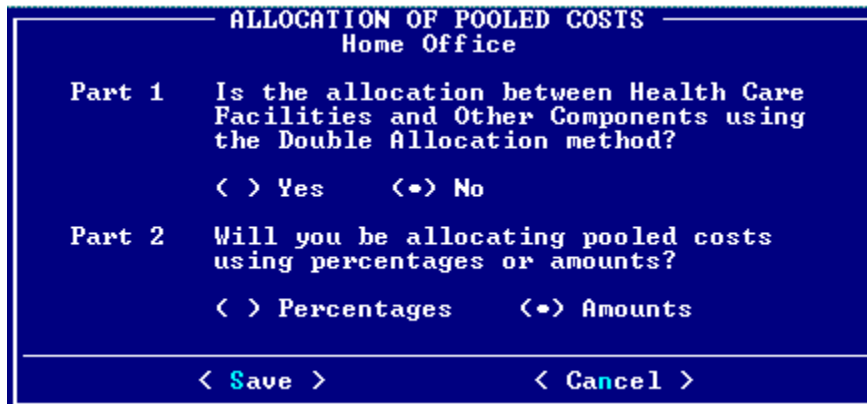 ALLOCATION OF POOLED COSTS
Home Office
Part 1 Is the allocation between Health Care
Facilities and Other Components using
the Double Allocation method?
( ) Yes (•) No
Part 2 Will you be allocating pooled costs
using percentages or amounts?
( ) Percentages (•) Amounts
< Save > < Cancel >